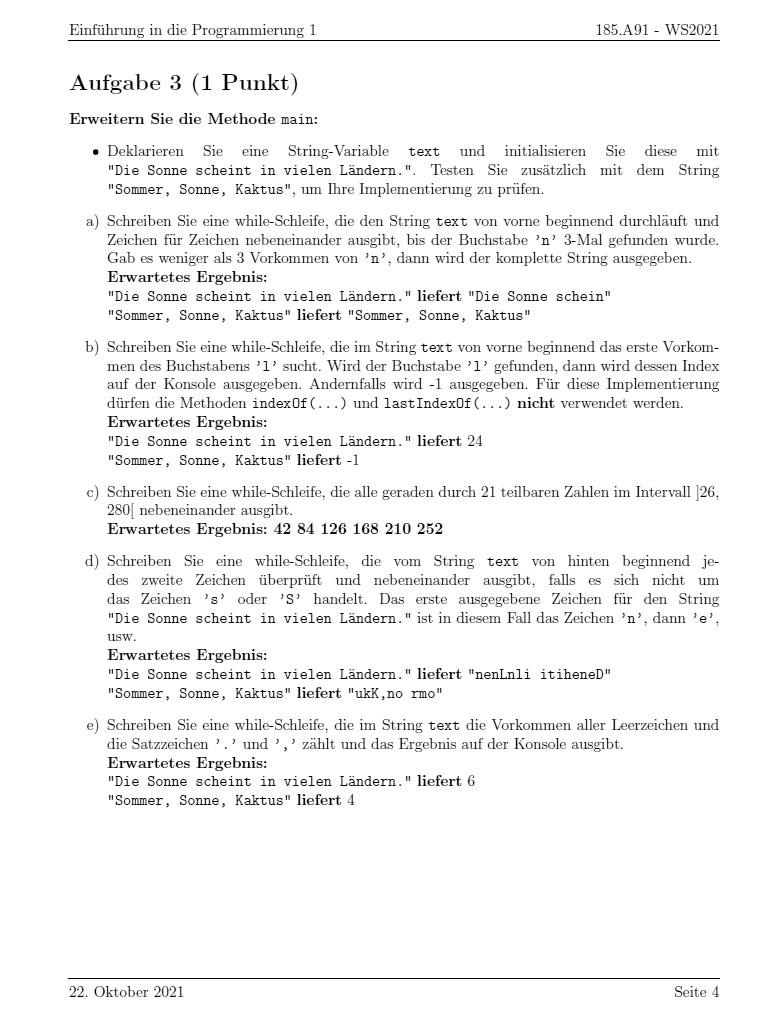 Einführung in die Programmierung 1 185.A91 - WS2021
Aufgabe 3 (1 Punkt)
Erweitern Sie die Methode main:
• Deklarieren Sie eine String-Variable text und initialisieren Sie diese mit
"Die Sonne scheint in vielen Ländern.". Testen Sie zusätzlich mit dem String
"Sommer, Sonne, Kaktus", um Ihre Implementierung zu prüfen.
a) Schreiben Sie eine while-Schleife, die den String text von vorne beginnend durchläuft und
Zeichen für Zeichen nebeneinander ausgibt, bis der Buchstabe 'n' 3-Mal gefunden wurde.
Gab es weniger als 3 Vorkommen von 'n', dann wird der komplette String ausgegeben.
Erwartetes Ergebnis:
"Die Sonne scheint in vielen Ländern." liefert "Die Sonne schein"
"Sommer, Sonne, Kaktus" liefert "Sommer, Sonne, Kaktus"
b) Schreiben Sie eine while-Schleife, die im String text von vorne beginnend das erste Vorkom-
men des Buchstabens 'l' sucht. Wird der Buchstabe 'l' gefunden, dann wird dessen Index
auf der Konsole ausgegeben. Andernfalls wird -1 ausgegeben. Für diese Implementierung
dürfen die Methoden indexOf(...) und lastIndexOf(...) nicht verwendet werden.
Erwartetes Ergebnis:
"Die Sonne scheint in vielen Ländern." liefert 24
"Sommer, Sonne, Kaktus" liefert -1
c) Schreiben Sie eine while-Schleife, die alle geraden durch 21 teilbaren Zahlen im Intervall ]26,
280[ nebeneinander ausgibt.
Erwartetes Ergebnis: 42 84 126 168 210 252
d) Schreiben Sie eine while-Schleife, die vom String text von hinten beginnend je-
des zweite Zeichen überprüft und nebeneinander ausgibt, falls es sich nicht um
das Zeichen 's' oder 'S' handelt. Das erste ausgegebene Zeichen für den String
"Die Sonne scheint in vielen Ländern." ist in diesem Fall das Zeichen 'n', dann 'e',
usw.
Erwartetes Ergebnis:
"Die Sonne scheint in vielen Ländern." liefert "nenLnli itiheneD"
"Sommer, Sonne, Kaktus" liefert "ukK,no rmo"
e) Schreiben Sie eine while-Schleife, die im String text die Vorkommen aller Leerzeichen und
die Satzzeichen '.' und ',' zählt und das Ergebnis auf der Konsole ausgibt.
Erwartetes Ergebnis:
"Die Sonne scheint in vielen Ländern." liefert 6
"Sommer, Sonne, Kaktus" liefert 4
22. Oktober 2021 Seite 4